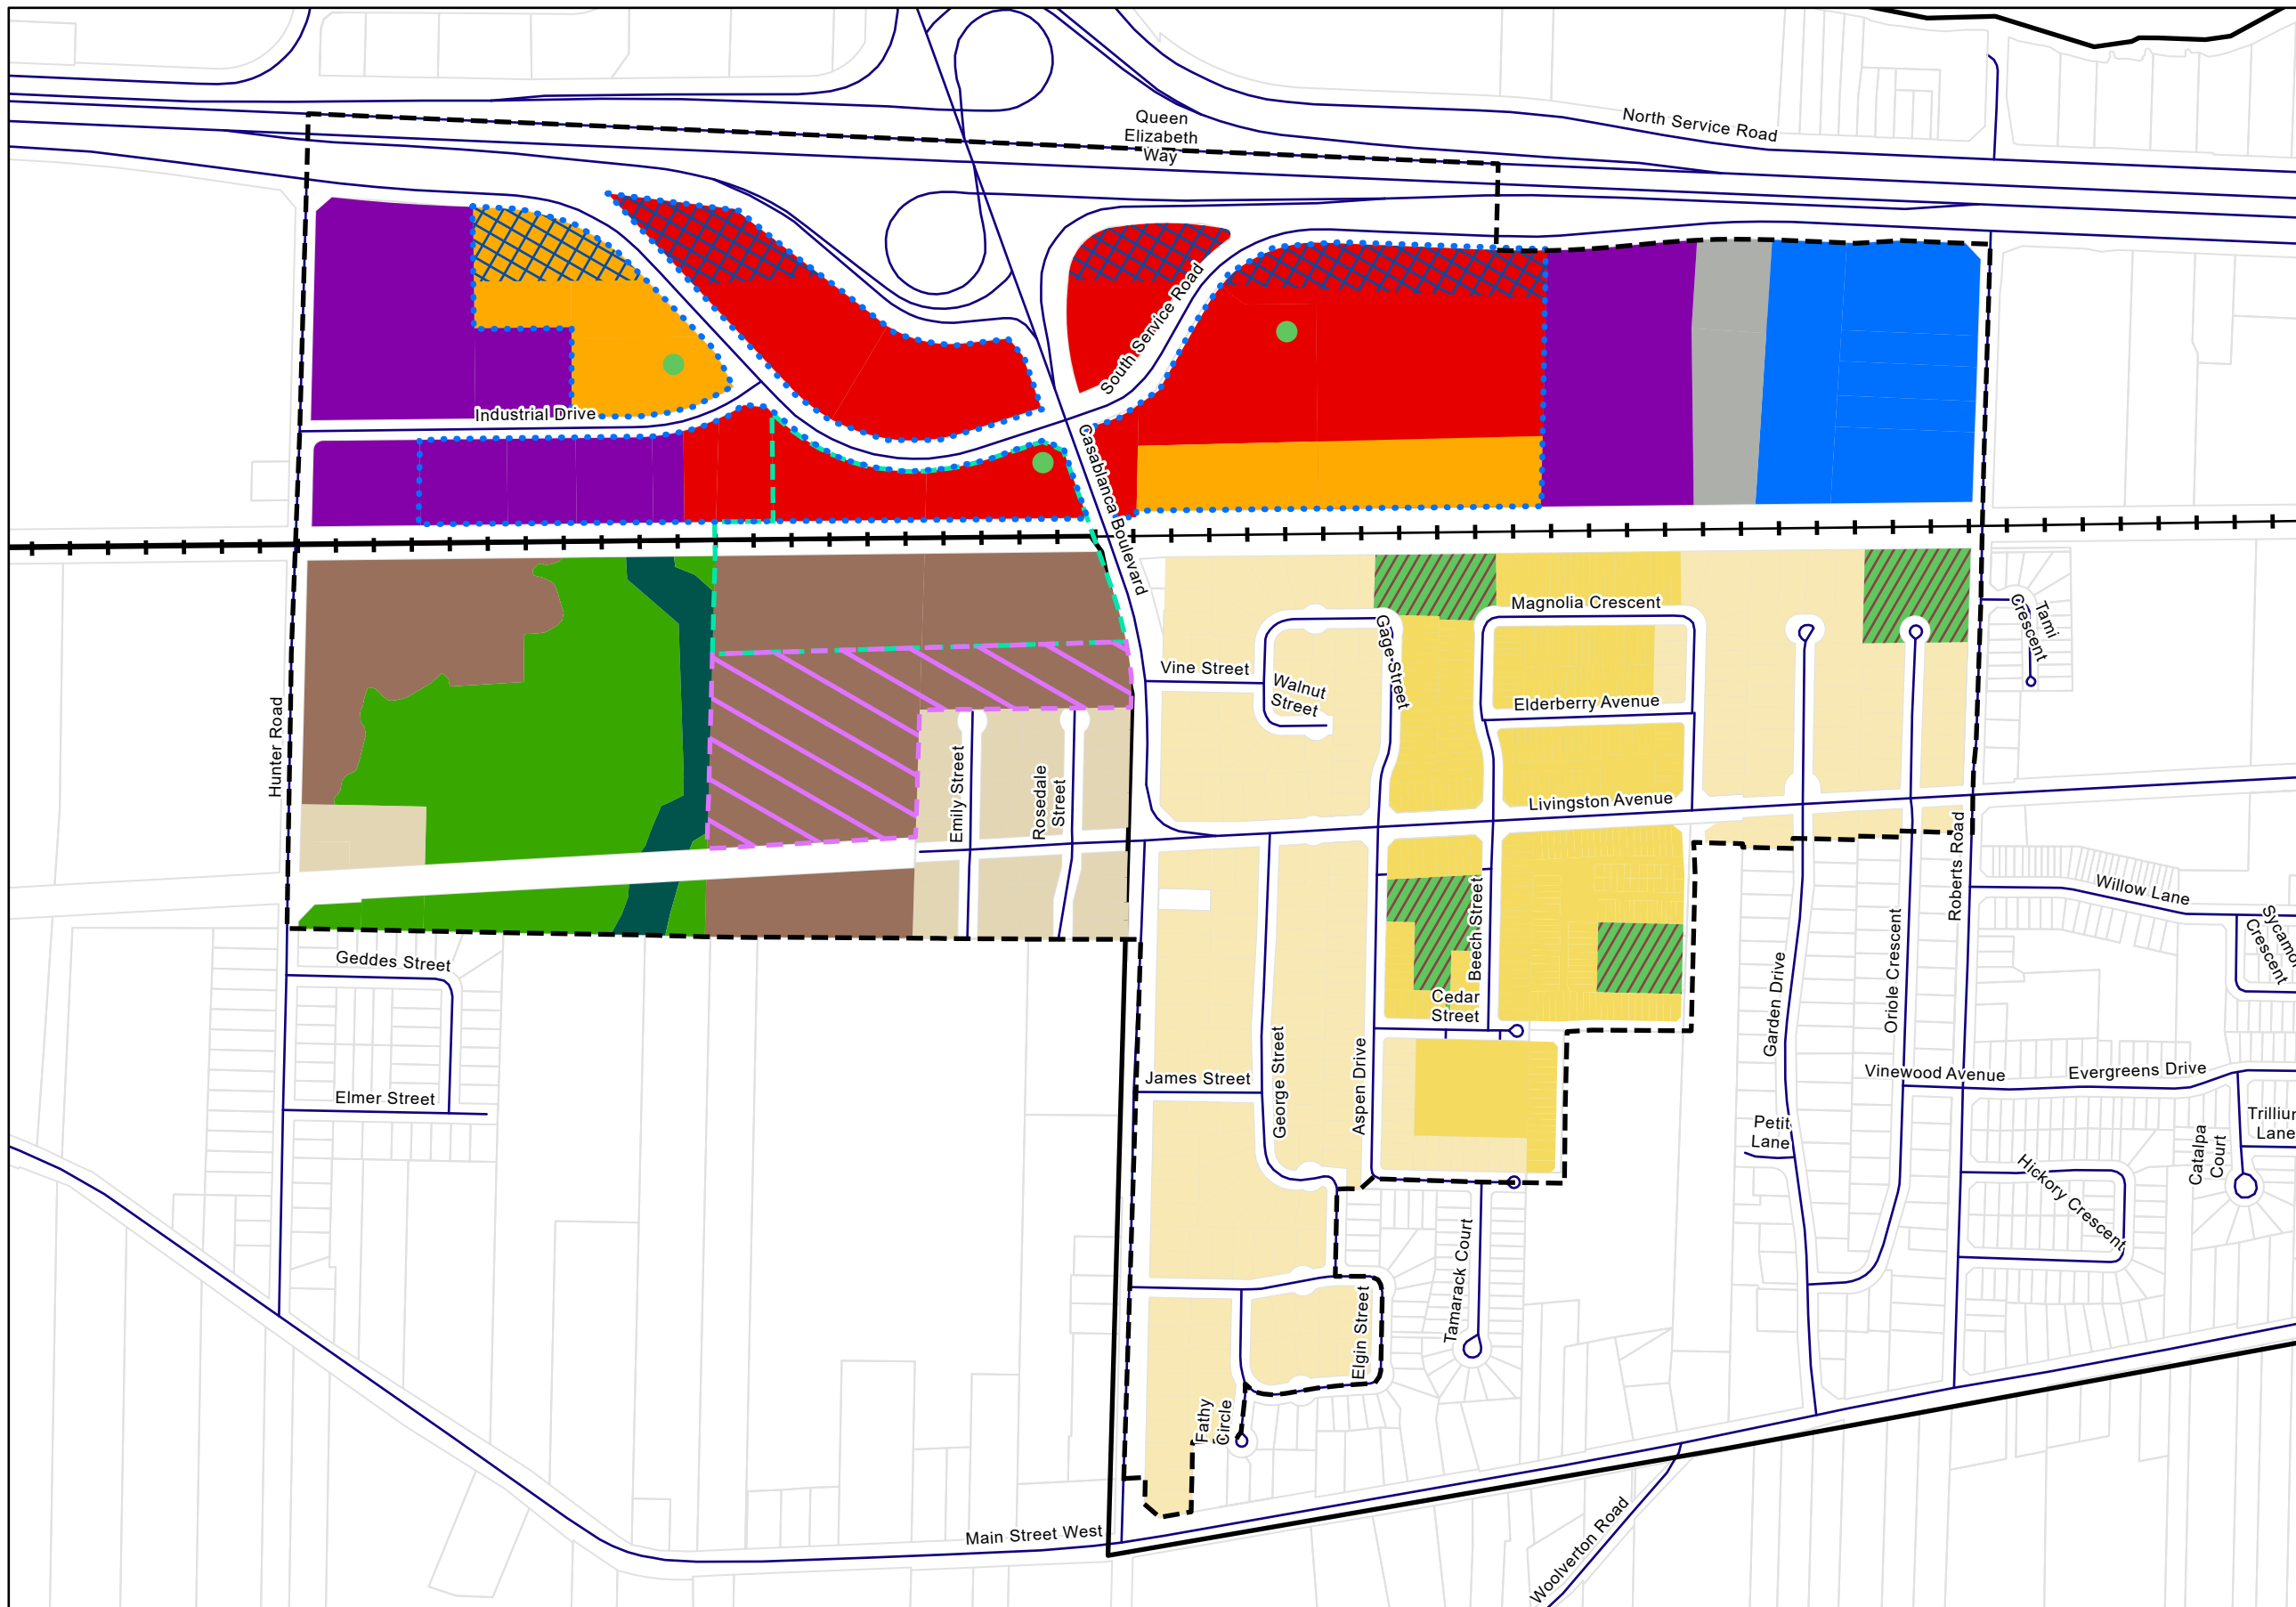 North Service Road
Queen
Elizabeth
Way
South Service Road
Industrial Drive
Casablanca Boulevard
Magnolia Crescent
Tami
Crescent
Gage Street
Vine Street
Walnut
Street
Elderberry Avenue
Hunter Road
Emily Street
Rosedale
Street
Livingston Avenue
Roberts Road
Willow Lane
Beech Street
Oriole Crescent
Garden Drive
Geddes Street
Cedar
Street
Elmer Street
James Street
George Street
Aspen Drive
Vinewood Avenue
Evergreens Drive
Petit
Lane
Catalpa
Court
Lane
Hickory Crescent
Tamarack Court
Elgin Street
Fathy
Circle
Main Street West
Woolverton Road
Crescent